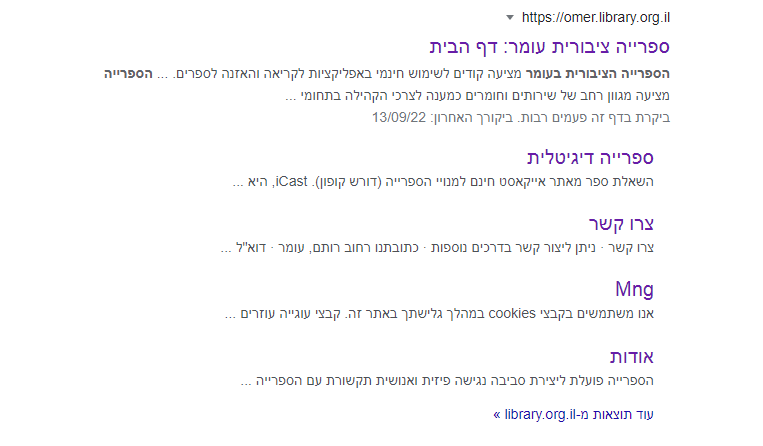 https://omer.library.org.il
ספרייה ציבורית עומר: דף הבית
הספרייה הציבורית בעומר מציעה קודים לשימוש חינמי באפליקציות לקריאה והאזנה לספרים. ... הספרייה
מציעה מגוון רחב של שירותים וחומרים כמענה לצרכי הקהילה בתחומי ...
ביקרת בדף זה פעמים רבות. ביקורך האחרון: 13/09/22
ספרייה דיגיטלית
השאלת ספר מאתר אייקאסט חינם למנויי הספרייה (דורש קופון). iCast, היא ...
צרו קשר
צרו קשר · ניתן ליצור קשר בדרכים נוספות · כתובתנו רחוב רותם, עומר · דוא"ל ...
Mng
אנו משתמשים בקבצי cookies במהלך גלישתך באתר זה. קבצי עוגייה עוזרים ...
אודות
הספרייה פועלת ליצירת סביבה נגישה פיזית ואנושית תקשורת עם הספרייה ...
עוד תוצאות מ-library.org.il »